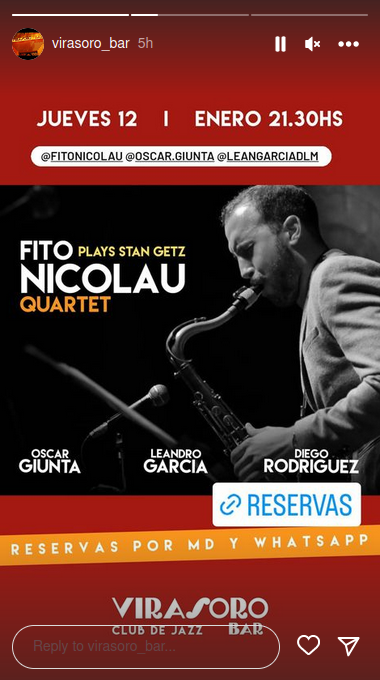 virasoro_bar 5h
JUEVES 12 | ENERO 21.30HS
@FITONICOLAU @OSCAR.GIUNTA @LEANGARCIADLM
FITO PLAYS STAN GETZ
NICOLAU
QUARTET
OSCAR
GIUNTA
LEANDRO
GARCIA
DIEGO
RODRIGUEZ
RESERVAS
RESERVAS POR MD Y WHATSAPP
VIRASORO
CLUB DE JAZZ BAR
Reply to virasoro_bar...